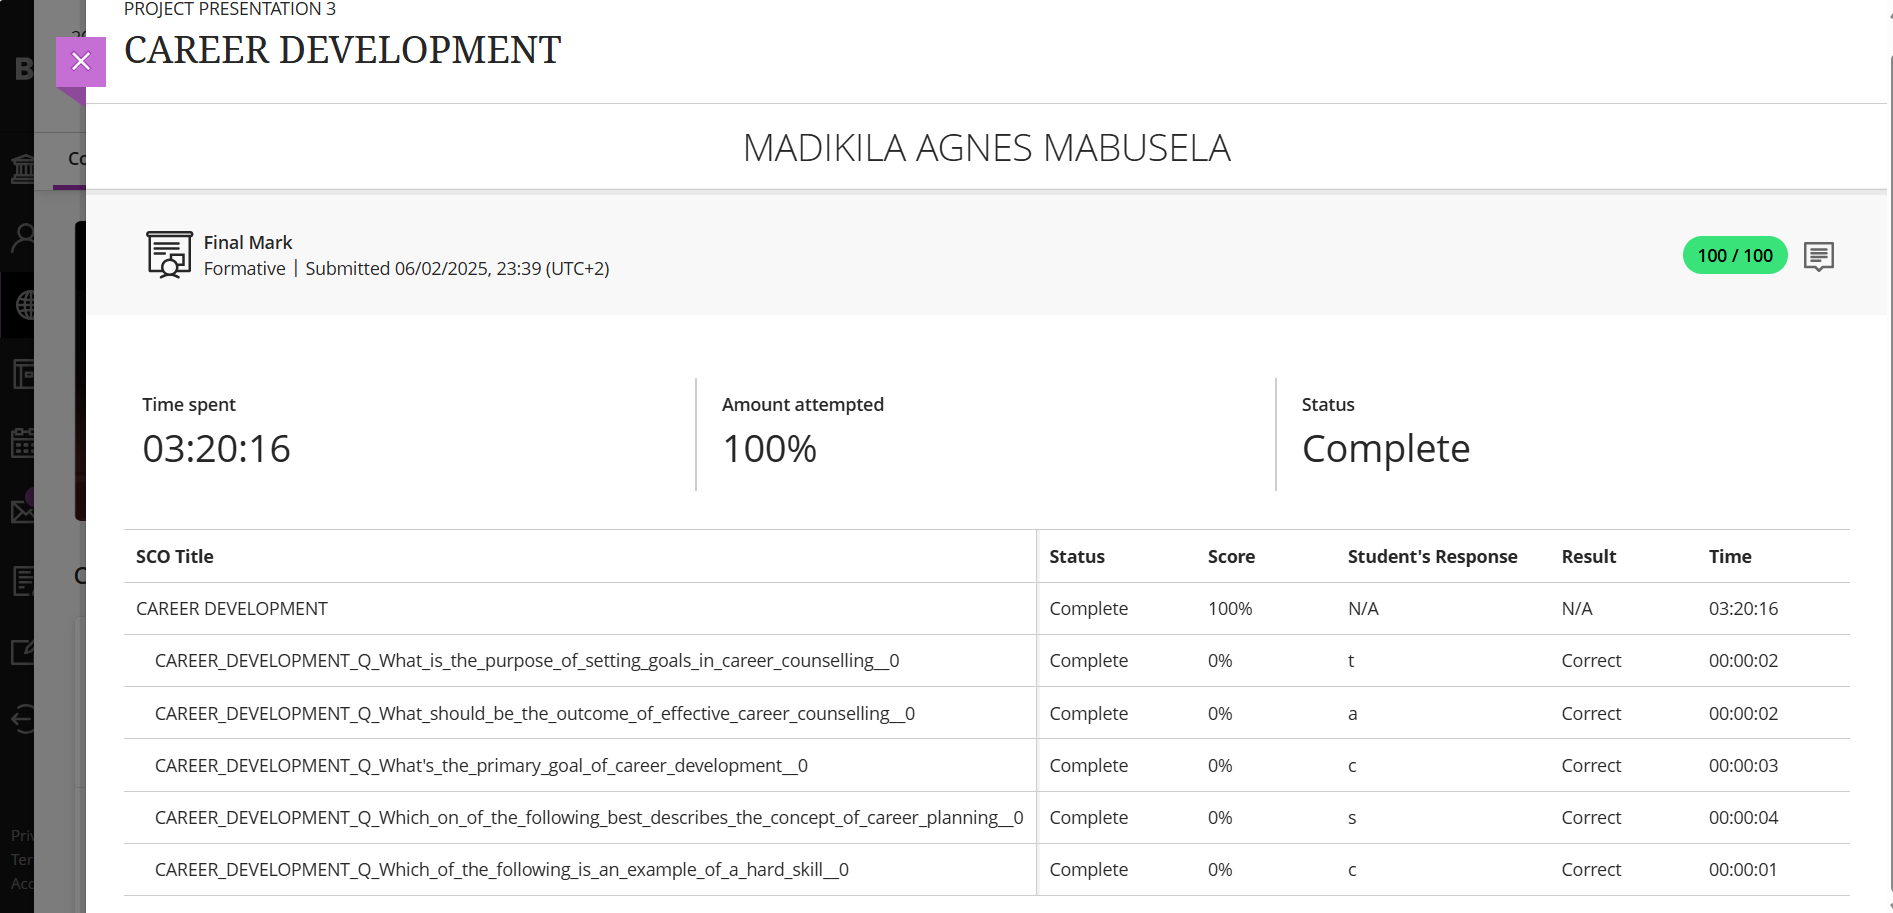 PROJECT PRESENTATION 3
CAREER DEVELOPMENT
B
Co
MADIKILA AGNES MABUSELA
Final Mark
Formative | Submitted 06/02/2025, 23:39 (UTC+2)
100 / 100
Time spent
03:20:16
Amount attempted
100%
Status
Complete
SCO Title Status Score Student's Response Result Time
CAREER DEVELOPMENT Complete 100% N/A N/A 03:20:16
CAREER_DEVELOPMENT_Q_What_is_the_purpose_of_setting_goals_in_career_counselling__0 Complete 0% t Correct 00:00:02
CAREER_DEVELOPMENT_Q_What_should_be_the_outcome_of_effective_career_counselling__0 Complete 0% a Correct 00:00:02
CAREER_DEVELOPMENT_Q_What's_the_primary_goal_of_career_development__0 Complete 0% c Correct 00:00:03
CAREER_DEVELOPMENT_Q_Which_on_of_the_following_best_describes_the_concept_of_career_planning__0 Complete 0% s Correct 00:00:04
CAREER_DEVELOPMENT_Q_Which_of_the_following_is_an_example_of_a_hard_skill__0 Complete 0% c Correct 00:00:01
Priv
Ter
Acc